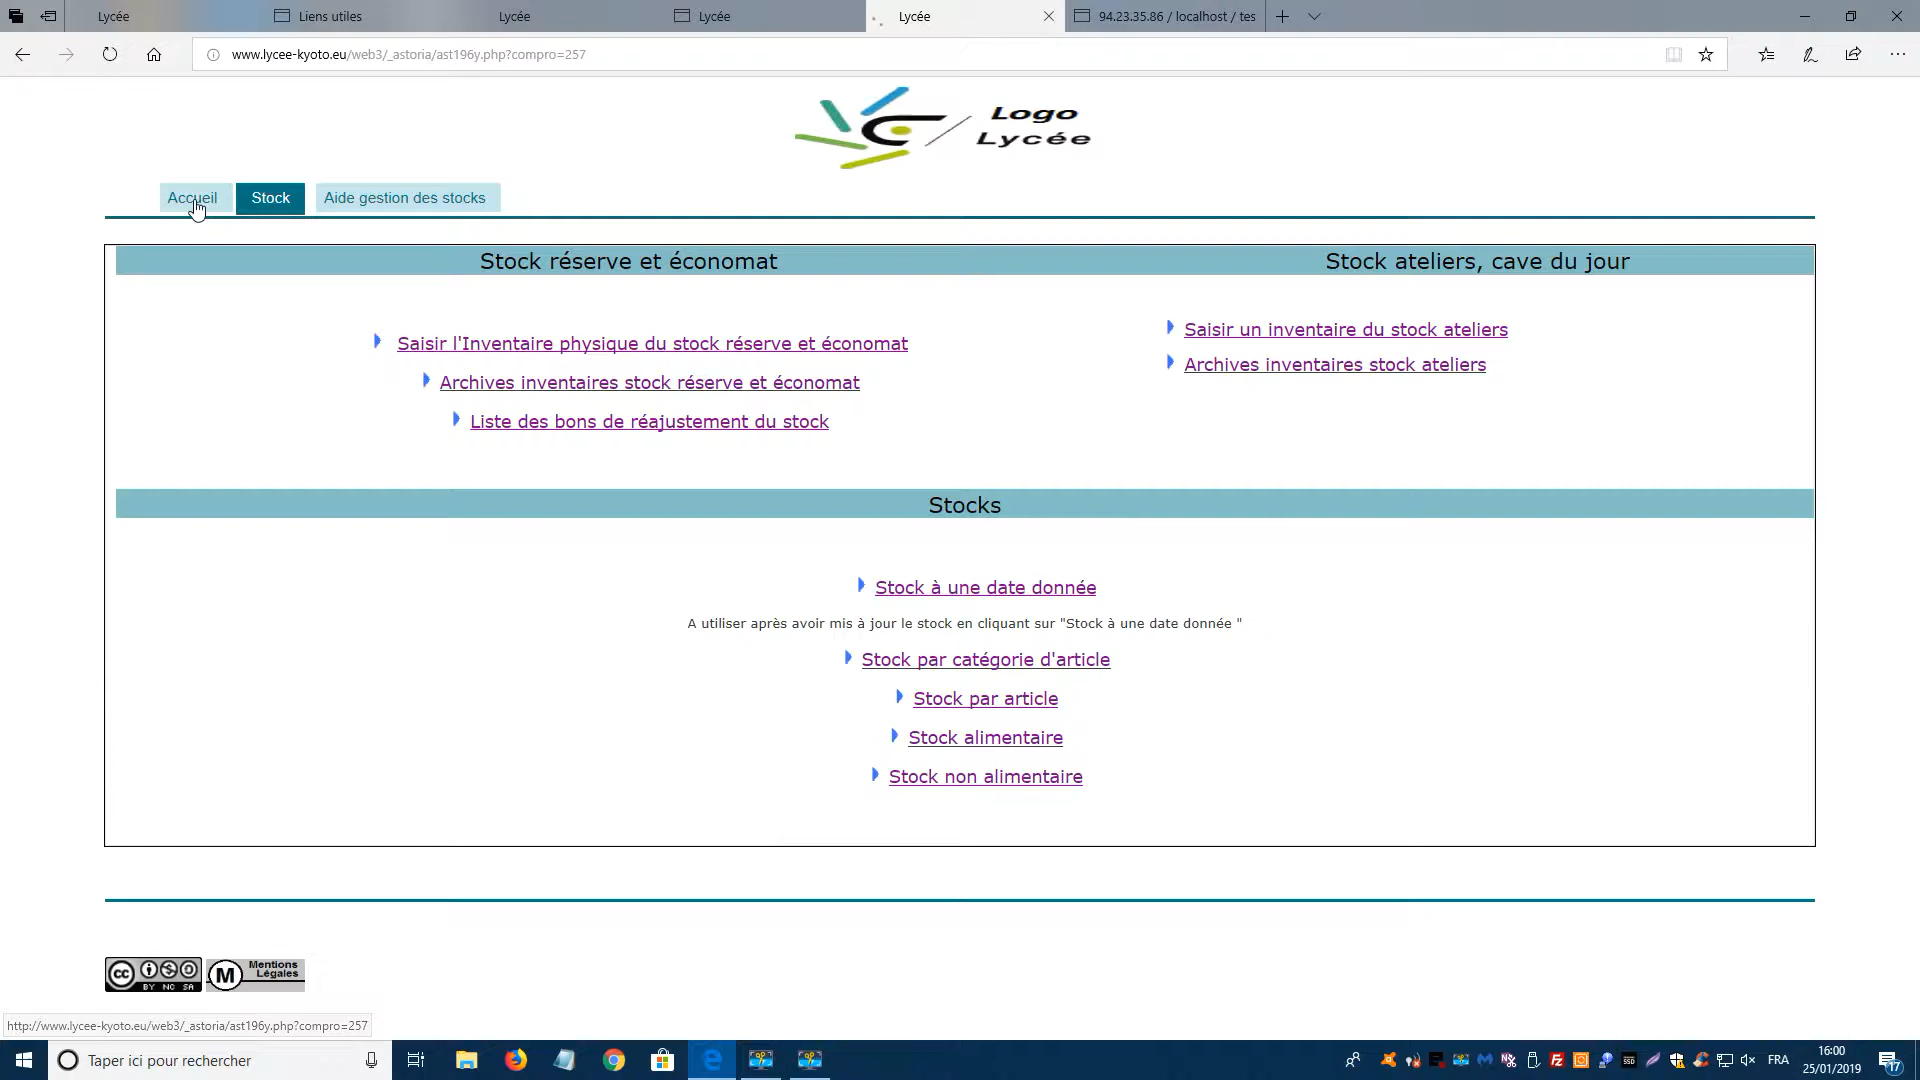 Lycée
Liens utiles
Lycée
Lycée
Lycée
94.23.35.86 / localhost / tes
www.lycee-kyoto.eu/web3/_astoria/ast196y.php?compro=257
Logo
Lycée
Accueil
Stock
Aide gestion des stocks
Stock réserve et économat
Stock ateliers, cave du jour
Saisir l'Inventaire physique du stock réserve et économat
Archives inventaires stock réserve et économat
Liste des bons de réajustement du stock
Saisir un inventaire du stock ateliers
Archives inventaires stock ateliers
Stocks
Stock à une date donnée
A utiliser après avoir mis à jour le stock en cliquant sur "Stock à une date donnée "
Stock par catégorie d'article
Stock par article
Stock alimentaire
Stock non alimentaire
cc
BY NC SA
M
Mentions
Légales
http://www.lycee-kyoto.eu/web3/_astoria/ast196y.php?compro=257
Taper ici pour rechercher
FRA
16:00
25/01/2019
17